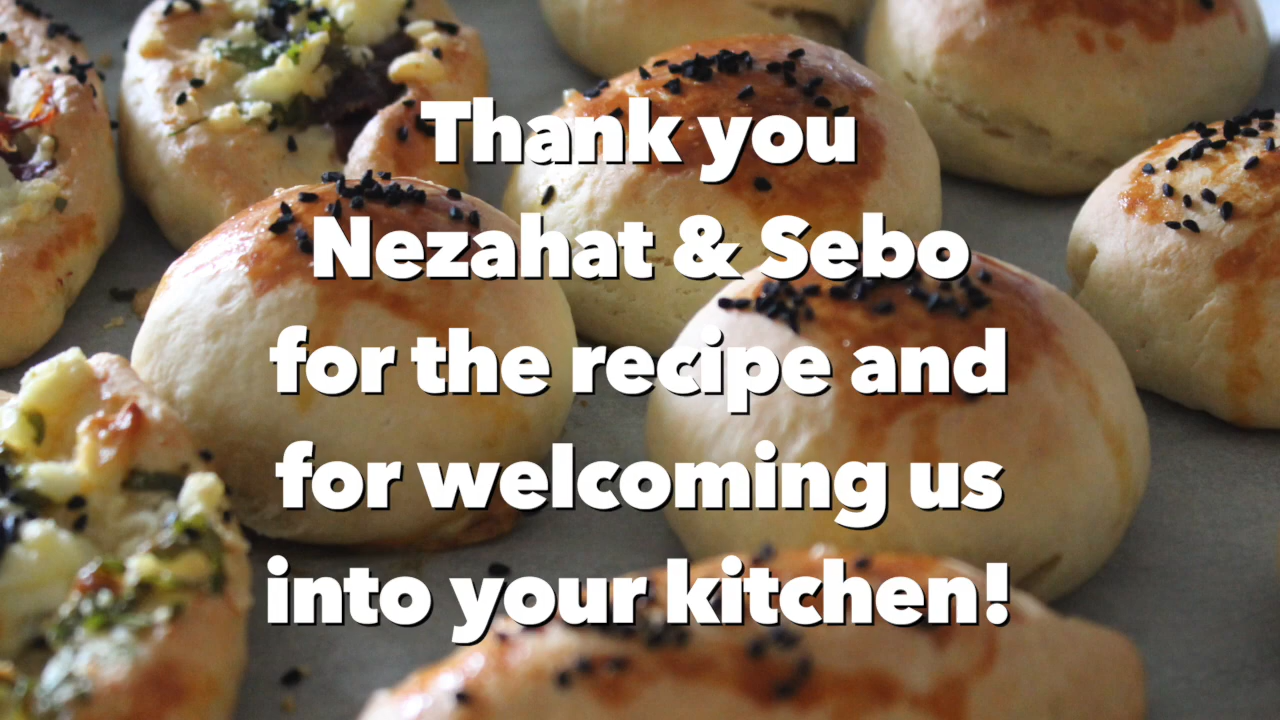 Thank you
Nezahat & Sebo
for the recipe and
for welcoming us
into your kitchen!